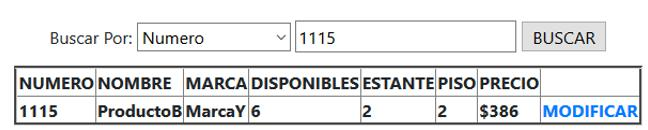 Buscar Por: Numero 1115 BUSCAR
NUMERO NOMBRE MARCA DISPONIBLES ESTANTE PISO PRECIO
1115 ProductoB MarcaY 6 2 2 $386 MODIFICAR